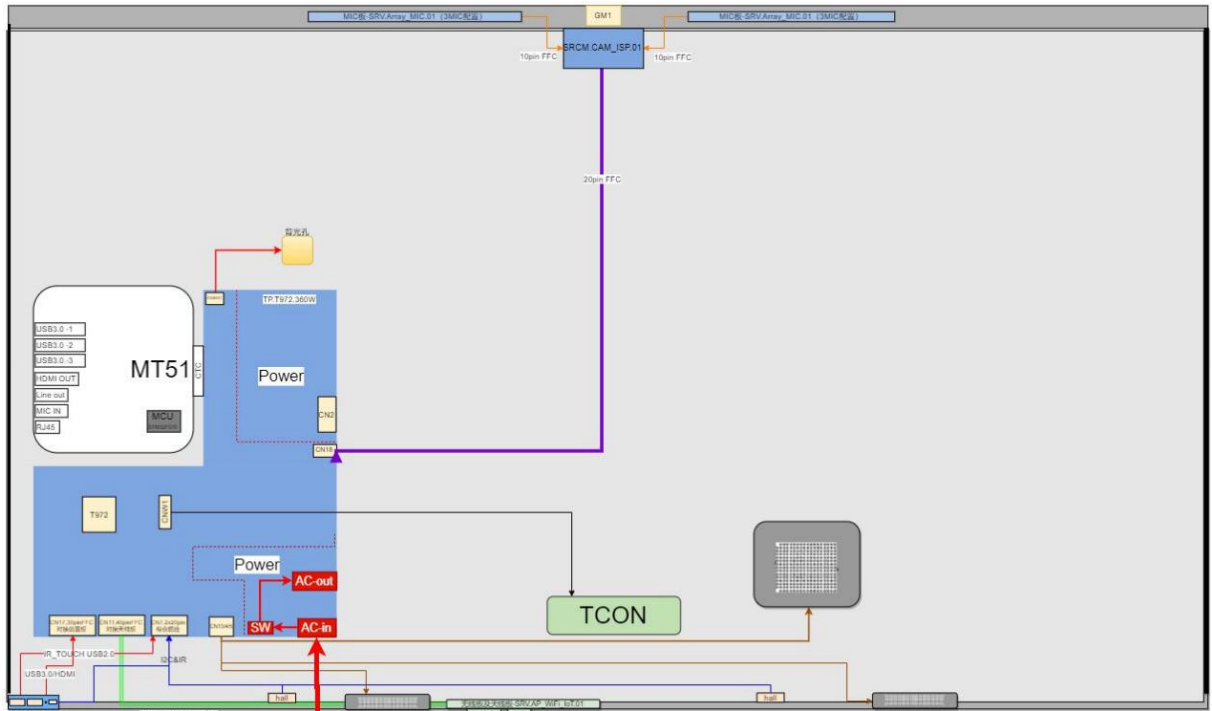 MIC板-SRV.Array_MIC.01（3MIC配置）
GM1
MIC板-SRV.Array_MIC.01（3MIC配置）
SRCM.CAM_ISP.01
10pin FFC
10pin FFC
20pin FFC
背光孔
TP.T972.360W
USB3.0 -1
USB3.0 -2
USB3.0 -3
HDMI OUT
Line out
MIC IN
RJ45
MT51
CTC
MCU
Power
CN2
CN18
T972
CNW1
Power
AC-out
SW
AC-in
TCON
IR_TOUCH USB2.0
I2C&IR
USB3.0/HDMI
hall
hall